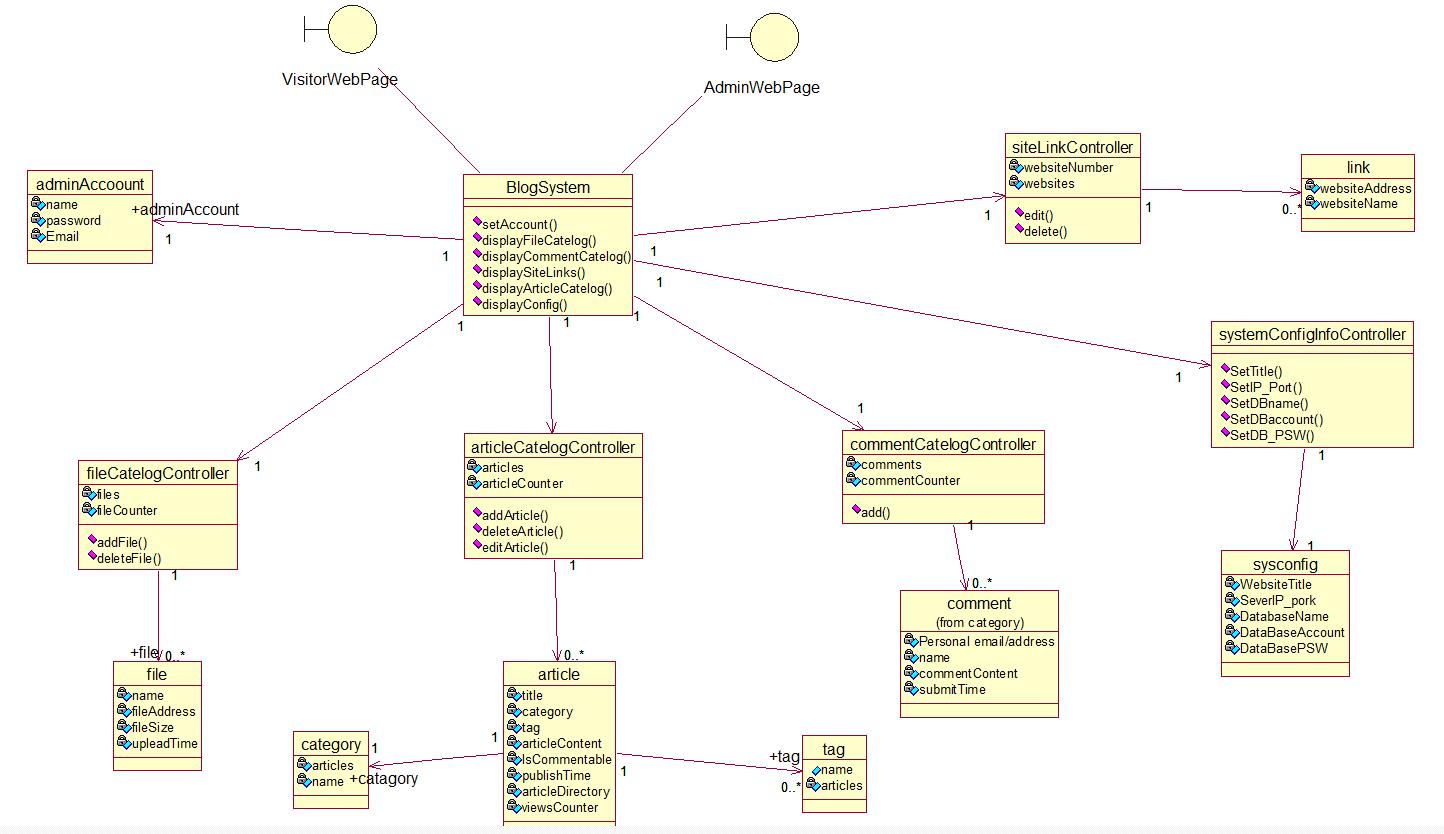 VisitorWebPage
AdminWebPage
adminAccoount
name
password
Email
+adminAccount
1
1
BlogSystem
setAccount()
displayFileCatelog()
displayCommentCatelog()
displaySiteLinks()
displayArticleCatelog()
displayConfig()
1
1
siteLinkController
websiteNumber
websites
edit()
delete()
1
0..*
link
websiteAddress
websiteName
1
1
systemConfigInfoController
SetTitle()
SetIP_Port()
SetDBname()
SetDBaccount()
SetDB_PSW()
1
1
sysconfig
WebsiteTitle
SeverIP_pork
DatabaseName
DataBaseAccount
DataBasePSW
1
1
fileCatelogController
files
fileCounter
addFile()
deleteFile()
1
+file
0..*
file
name
fileAddress
fileSize
upleadTime
1
articleCatelogController
articles
articleCounter
addArticle()
deleteArticle()
editArticle()
1
0..*
article
title
category
tag
articleContent
IsCommentable
publishTime
articleDirectory
viewsCounter
1
1
category
articles
name
+catagory
1
+tag
0..*
tag
name
articles
1
1
commentCatelogController
comments
commentCounter
add()
1
0..*
comment
(from category)
Personal email/address
name
commentContent
submitTime